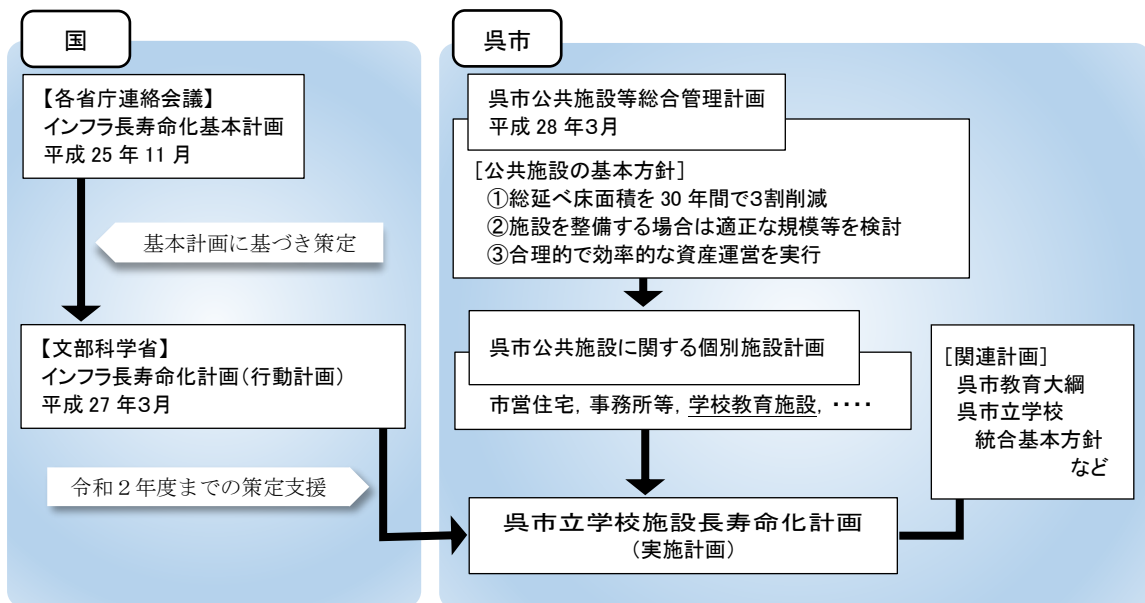 国
【各省庁連絡会議】
インフラ長寿命化基本計画
平成 25 年 11 月
基本計画に基づき策定
【文部科学省】
インフラ長寿命化計画(行動計画)
平成 27 年3月
令和２年度までの策定支援
呉市
呉市公共施設等総合管理計画
平成 28 年3月
[公共施設の基本方針]
①総延べ床面積を 30 年間で3割削減
②施設を整備する場合は適正な規模等を検討
③合理的で効率的な資産運営を実行
呉市公共施設に関する個別施設計画
市営住宅, 事務所等, 学校教育施設, ････
[関連計画]
呉市教育大綱
呉市立学校
統合基本方針
など
呉市立学校施設長寿命化計画
(実施計画)